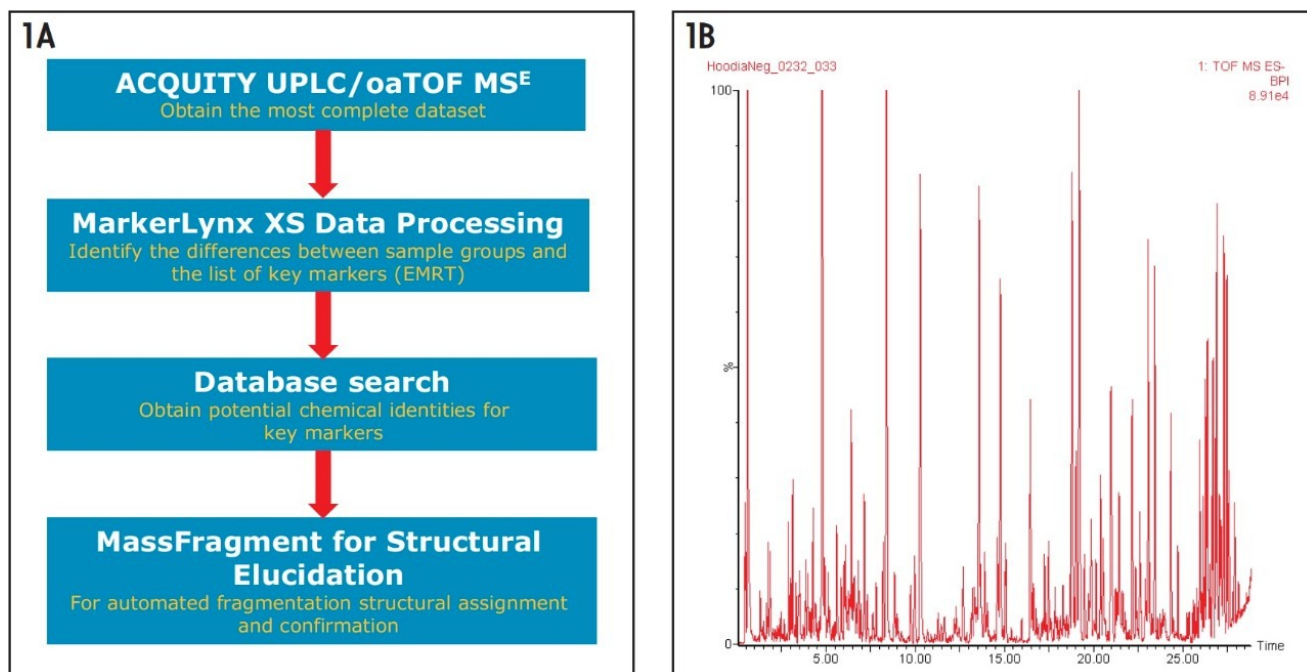 1A
ACQUITY UPLC/oaTOF MSᴱ
Obtain the most complete dataset
MarkerLynx XS Data Processing
Identify the differences between sample groups and
the list of key markers (EMRT)
Database search
Obtain potential chemical identities for
key markers
MassFragment for Structural
Elucidation
For automated fragmentation structural assignment
and confirmation
1B
HoodiaNeg_0232_033
1: TOF MS ES-
BPI
8.91e4
100
%
0
5.00 10.00 15.00 20.00 25.00
Time